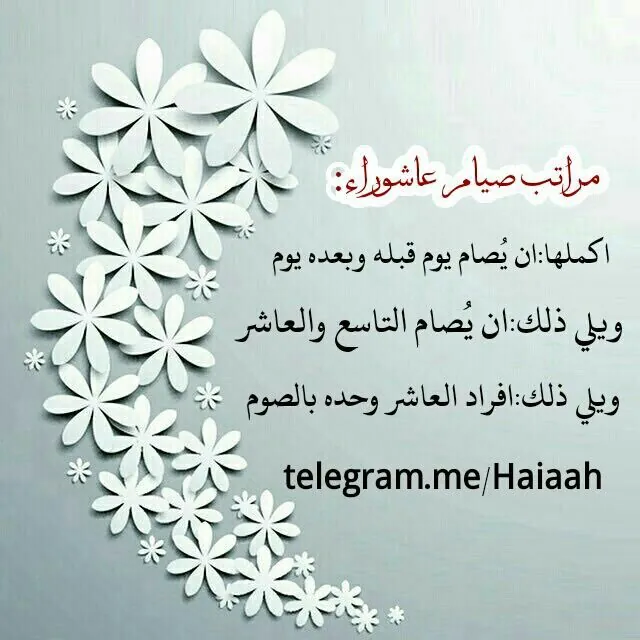 مراتب صيام عاشوراء:
اكملها:ان يُصام يوم قبله وبعده يوم
ويلي ذلك:ان يُصام التاسع والعاشر
ويلي ذلك:افراد العاشر وحده بالصوم
telegram.me/Haiaah